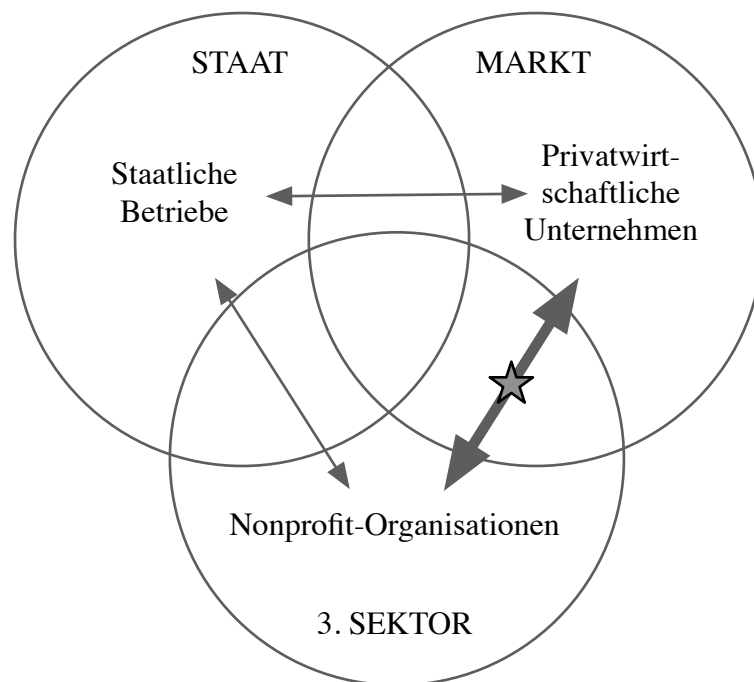 STAAT
MARKT
Staatliche
Betriebe
Privatwirt-
schaftliche
Unternehmen
Nonprofit-Organisationen
3. SEKTOR